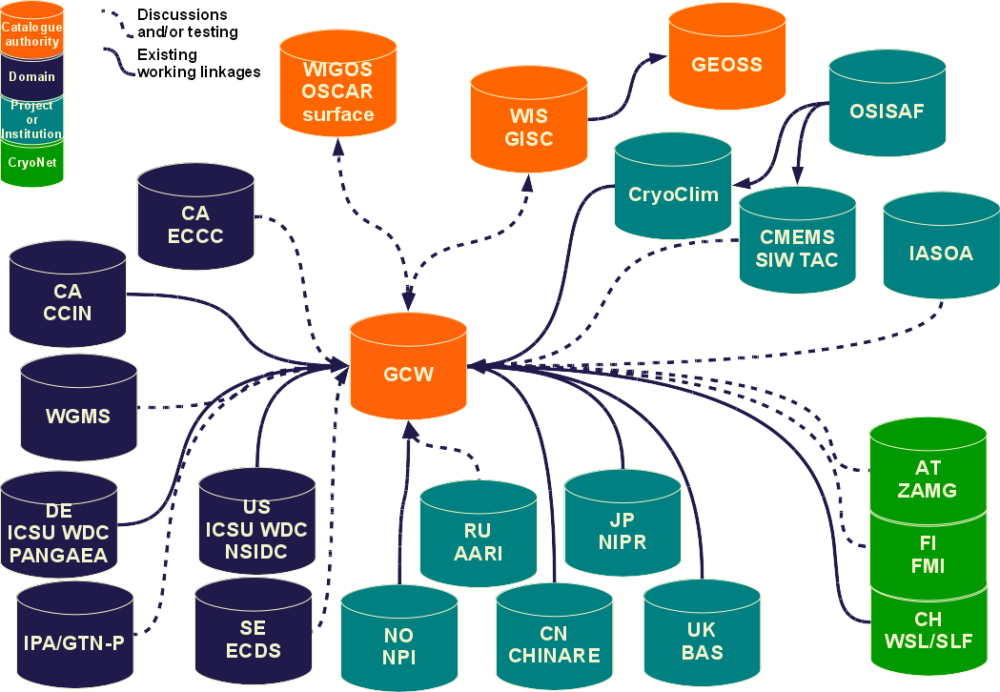 Catalogue
authority
Domain
Project
or
Institution
CryoNet
Discussions
and/or testing
Existing
working linkages
WIGOS
OSCAR
surface
WIS
GISC
GEOSS
OSISAF
CryoClim
CMEMS
SIW TAC
IASOA
CA
ECCC
CA
CCIN
WGMS
GCW
DE
ICSU WDC
PANGAEA
US
ICSU WDC
NSIDC
RU
AARI
JP
NIPR
AT
ZAMG
FI
FMI
CH
WSL/SLF
IPA/GTN-P
SE
ECDS
NO
NPI
CN
CHINARE
UK
BAS